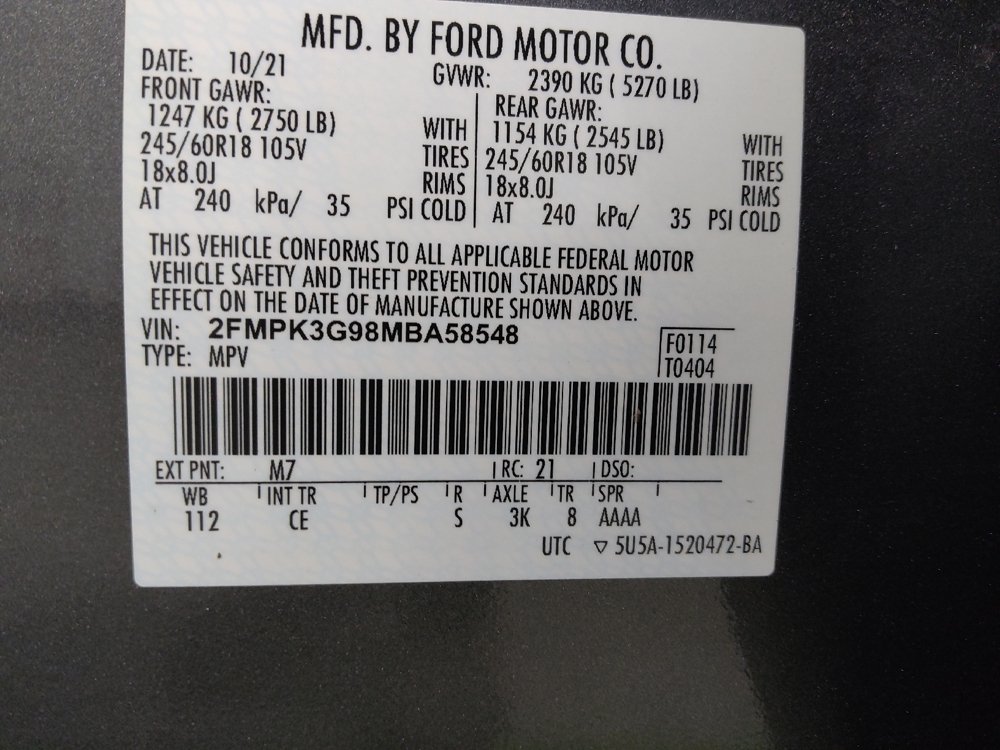 MFD. BY FORD MOTOR CO.
DATE: 10/21 GVWR: 2390 KG ( 5270 LB)
FRONT GAWR: REAR GAWR:
1247 KG ( 2750 LB) WITH 1154 KG ( 2545 LB) WITH
245/60R18 105V TIRES 245/60R18 105V TIRES
18x8.0J RIMS 18x8.0J RIMS
AT 240 kPa/ 35 PSI COLD AT 240 kPa/ 35 PSI COLD
THIS VEHICLE CONFORMS TO ALL APPLICABLE FEDERAL MOTOR
VEHICLE SAFETY AND THEFT PREVENTION STANDARDS IN
EFFECT ON THE DATE OF MANUFACTURE SHOWN ABOVE.
VIN: 2FMPK3G98MBA58548
TYPE: MPV
F0114
T0404
EXT PNT: M7 RC: 21 DSO:
WB INT TR TP/PS R AXLE TR SPR
112 CE S 3K 8 AAAA
UTC ▽ 5U5A-1520472-BA